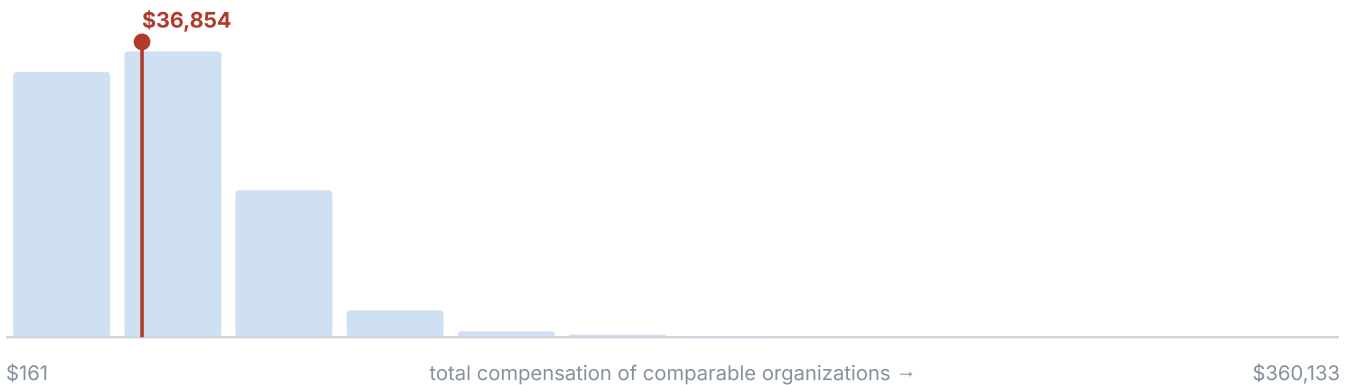 $36,854
$161 total compensation of comparable organizations → $360,133